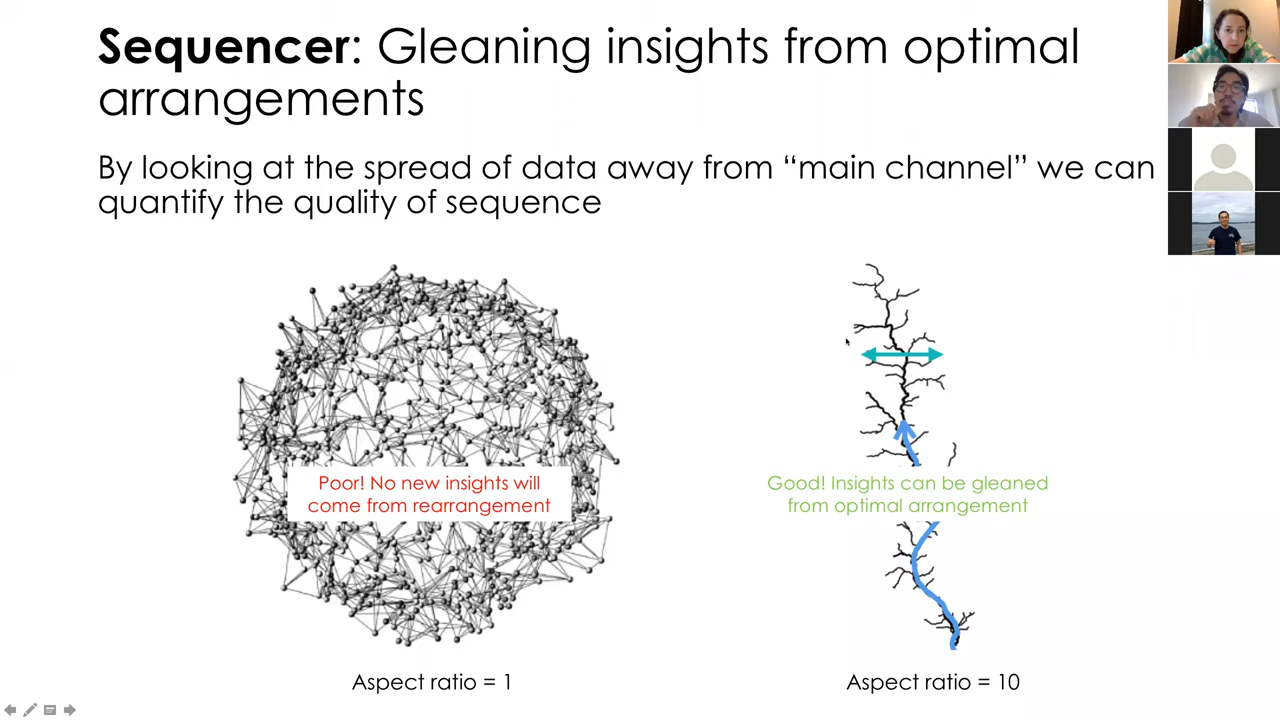 Sequencer: Gleaning insights from optimal
arrangements
By looking at the spread of data away from “main channel” we can
quantify the quality of sequence
Poor! No new insights will
come from rearrangement
Good! Insights can be gleaned
from optimal arrangement
Aspect ratio = 1
Aspect ratio = 10